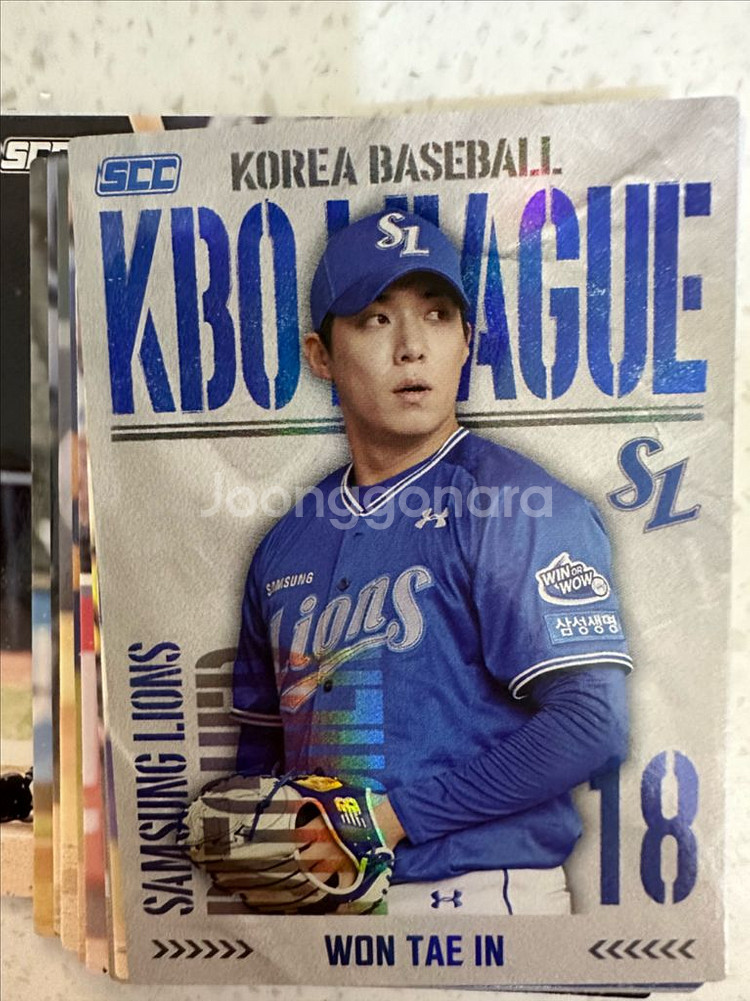 SCC
KOREA BASEBALL
KBO LEAGUE
SL
SL
Joonggonara
SAMSUNG
Lions
WIN OR
WOW
삼성생명
SAMSUNG LIONS
18
WON TAE IN